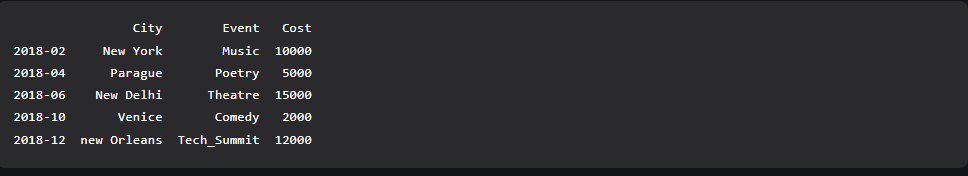 City Event Cost
2018-02 New York Music 10000
2018-04 Parague Poetry 5000
2018-06 New Delhi Theatre 15000
2018-10 Venice Comedy 2000
2018-12 new Orleans Tech_Summit 12000